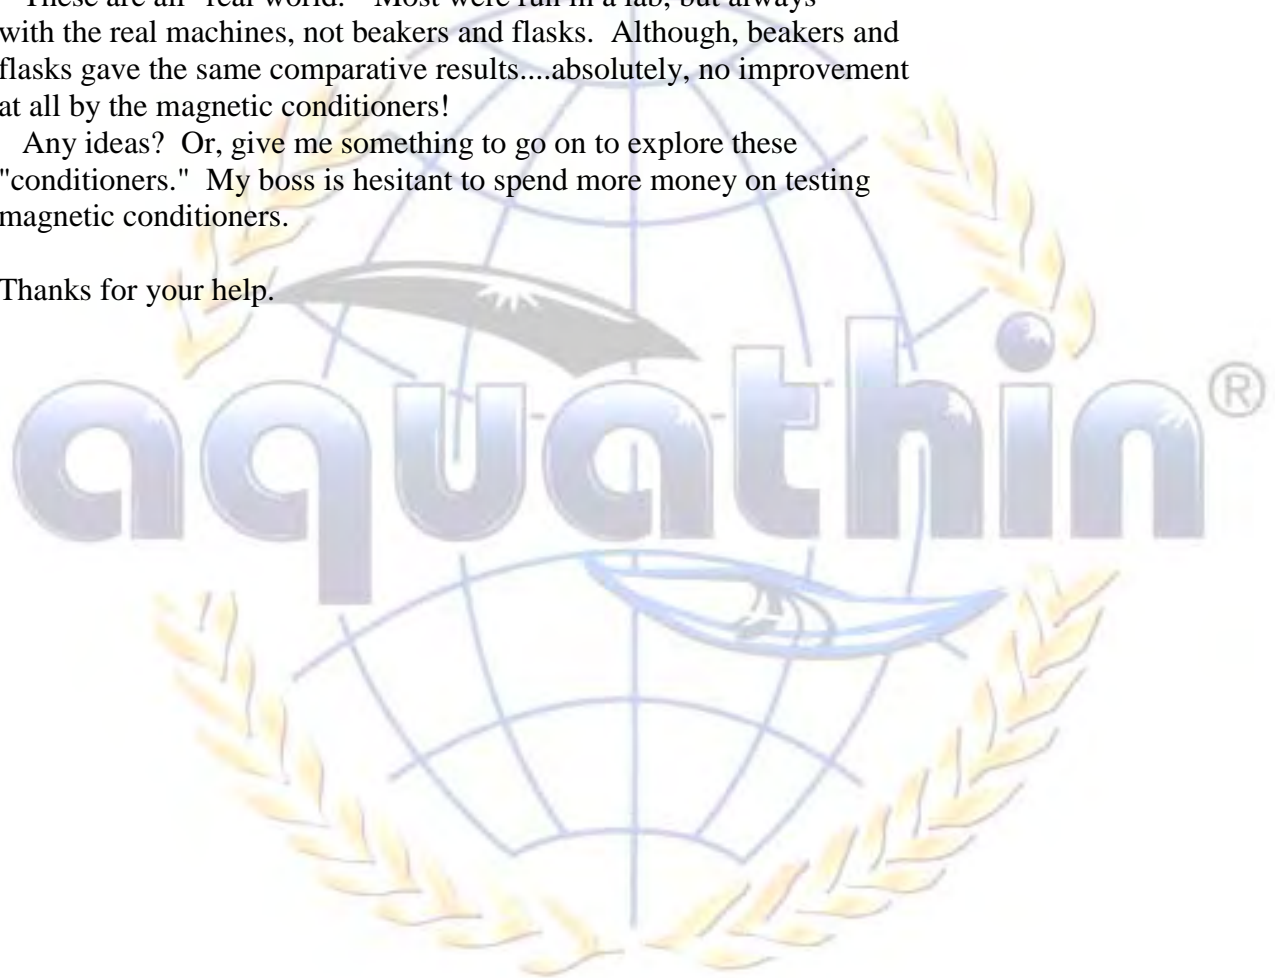 These are all "real world." Most were run in a lab, but always
with the real machines, not beakers and flasks. Although, beakers and
flasks gave the same comparative results....absolutely, no improvement
at all by the magnetic conditioners!
Any ideas? Or, give me something to go on to explore these
"conditioners." My boss is hesitant to spend more money on testing
magnetic conditioners.
Thanks for your help.
aquathin®